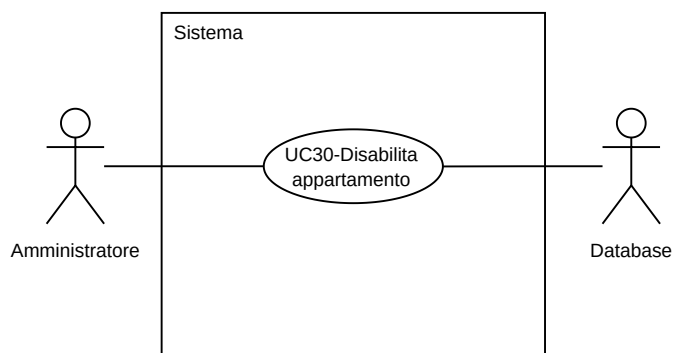 Sistema
UC30-Disabilita
appartamento
Amministratore
Database